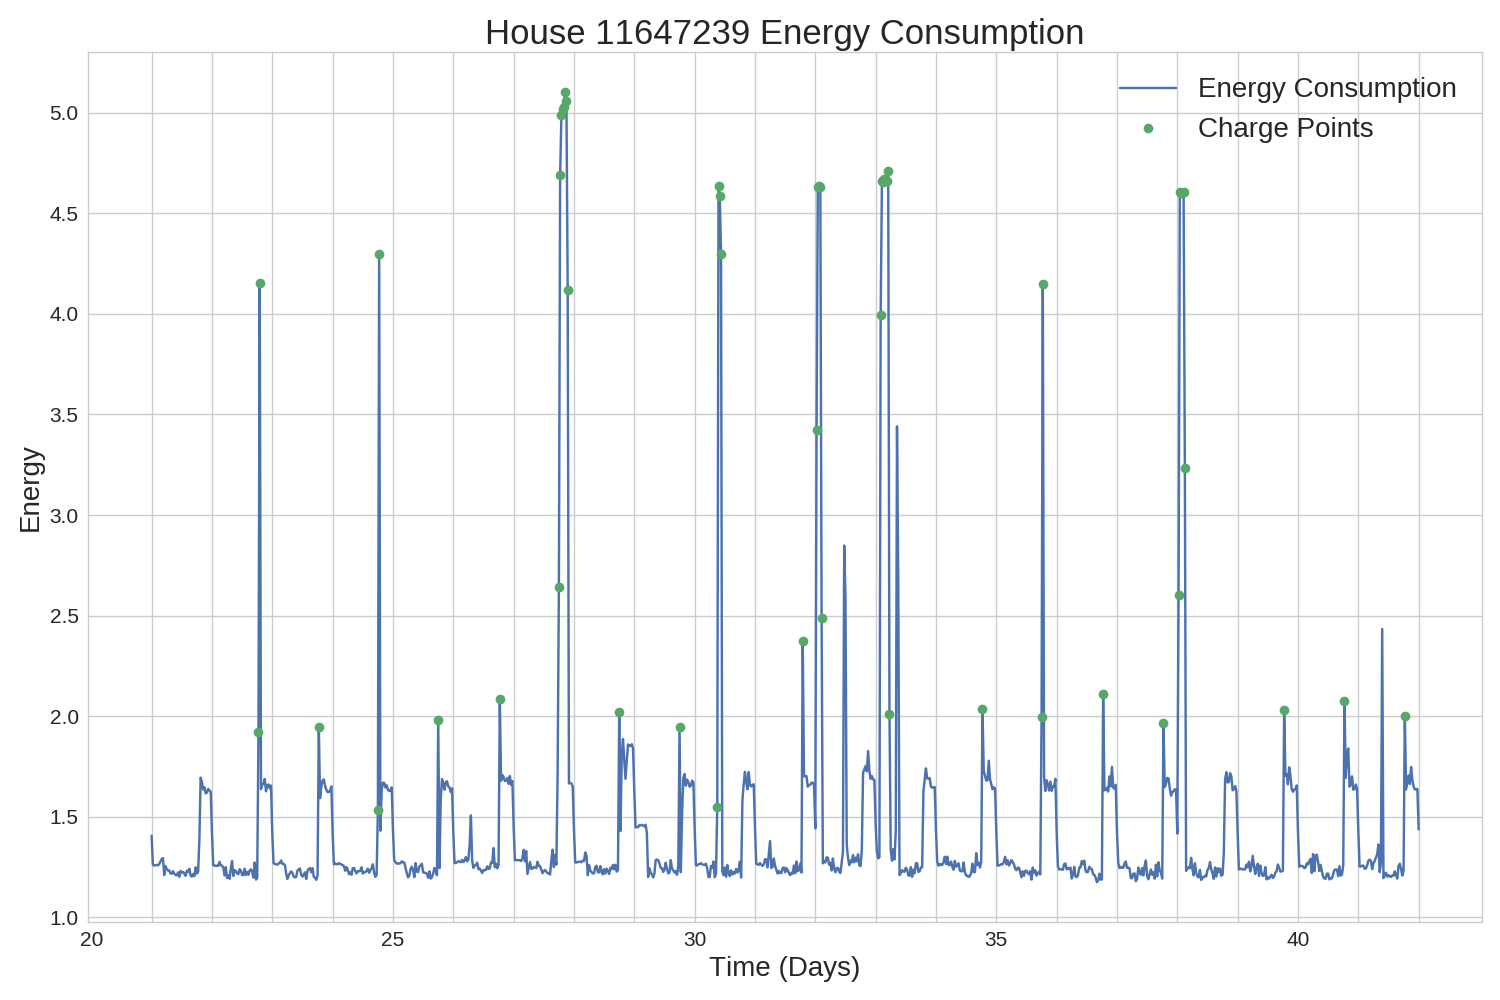 House 11647239 Energy Consumption
Energy Consumption
Charge Points
5.0
4.5
4.0
3.5
3.0
2.5
2.0
1.5
1.0
Energy
20 25 30 35 40
Time (Days)